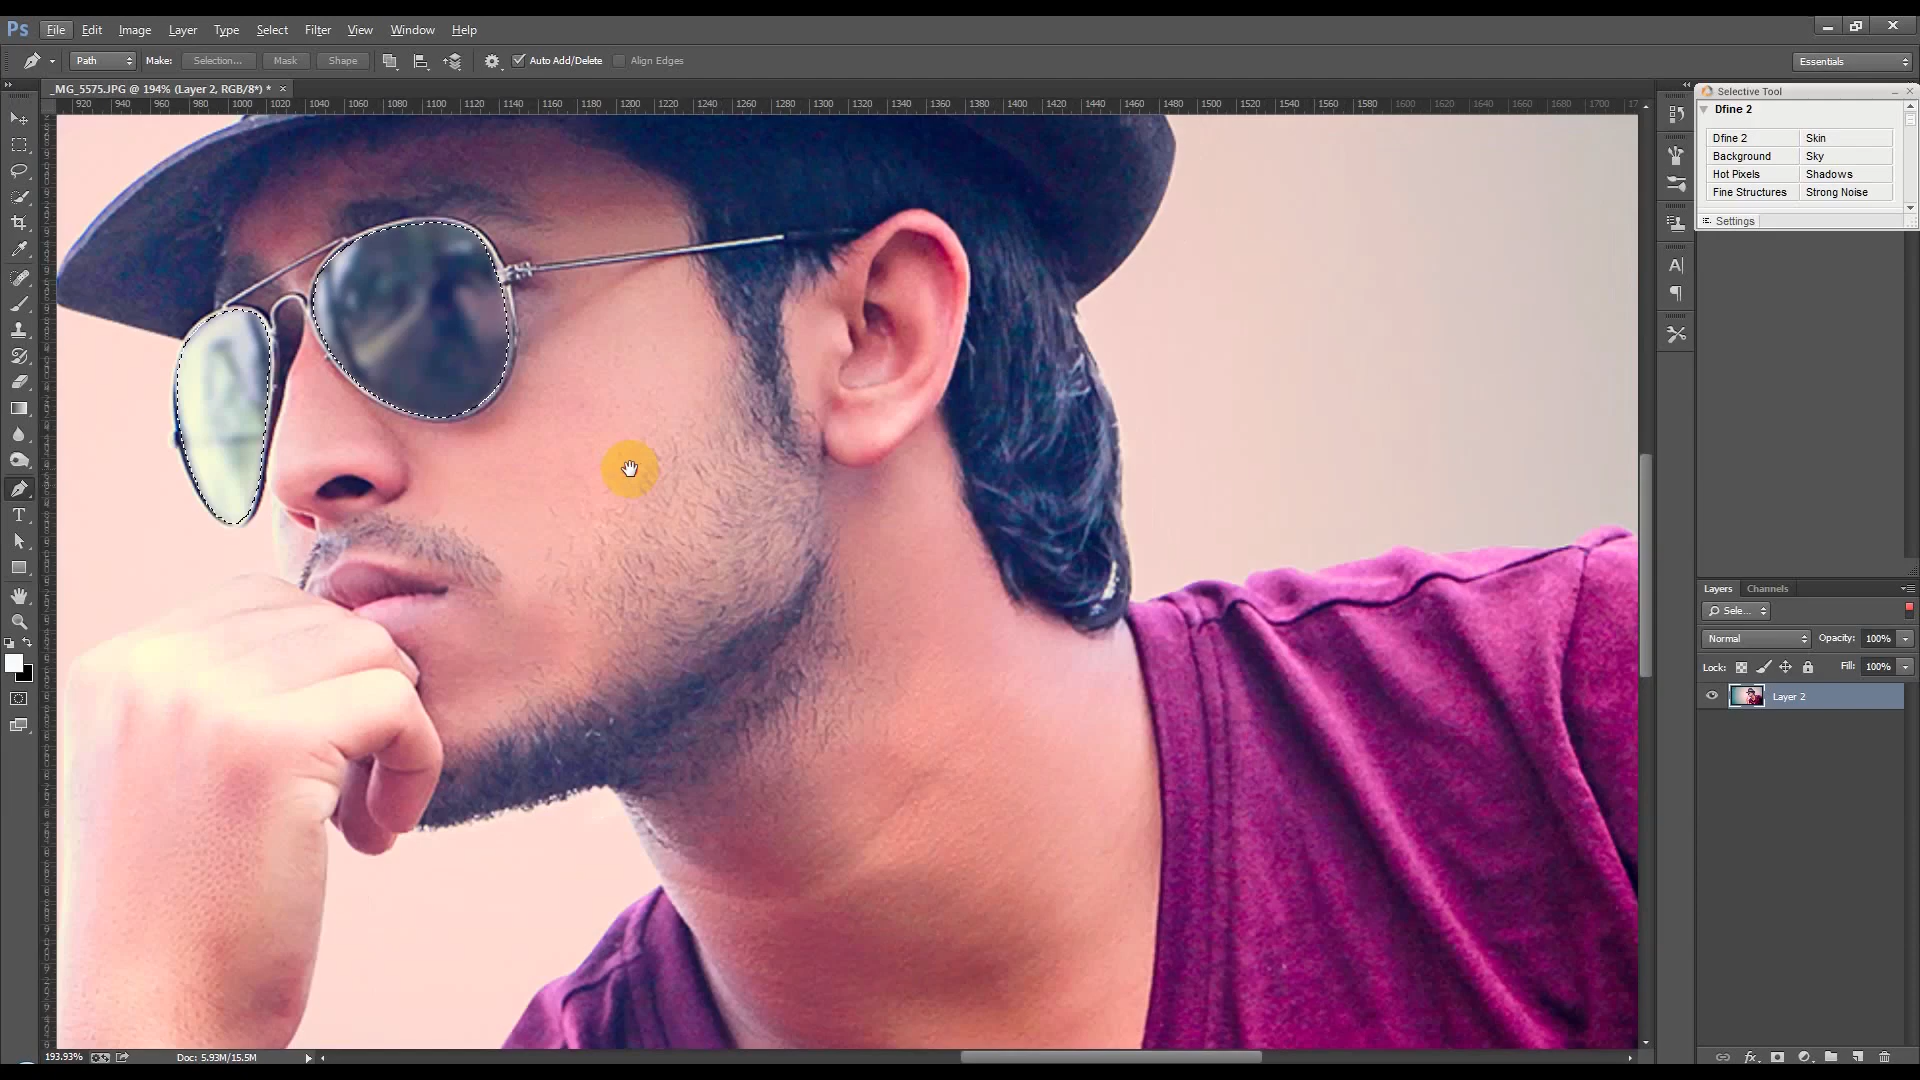 Ps File Edit Image Layer Type Select Filter View Window Help
Path Make: Selection... Mask Shape Auto Add/Delete Align Edges Essentials
_MG_5575.JPG @ 194% (Layer 2, RGB/8*) * ×
920 940 960 980 1000 1020 1040 1060 1080 1100 1120 1140 1160 1180 1200 1220 1240 1260 1280 1300 1320 1340 1360 1380 1400 1420 1440 1460 1480 1500 1520 1540 1560 1580 1600 1620 1640 1660 1680 1700
Selective Tool
Dfine 2
Dfine 2 Skin
Background Sky
Hot Pixels Shadows
Fine Structures Strong Noise
Settings
Layers Channels
Sele...
Normal Opacity: 100%
Lock: Fill: 100%
Layer 2
193.93% Doc: 5.93M/15.5M